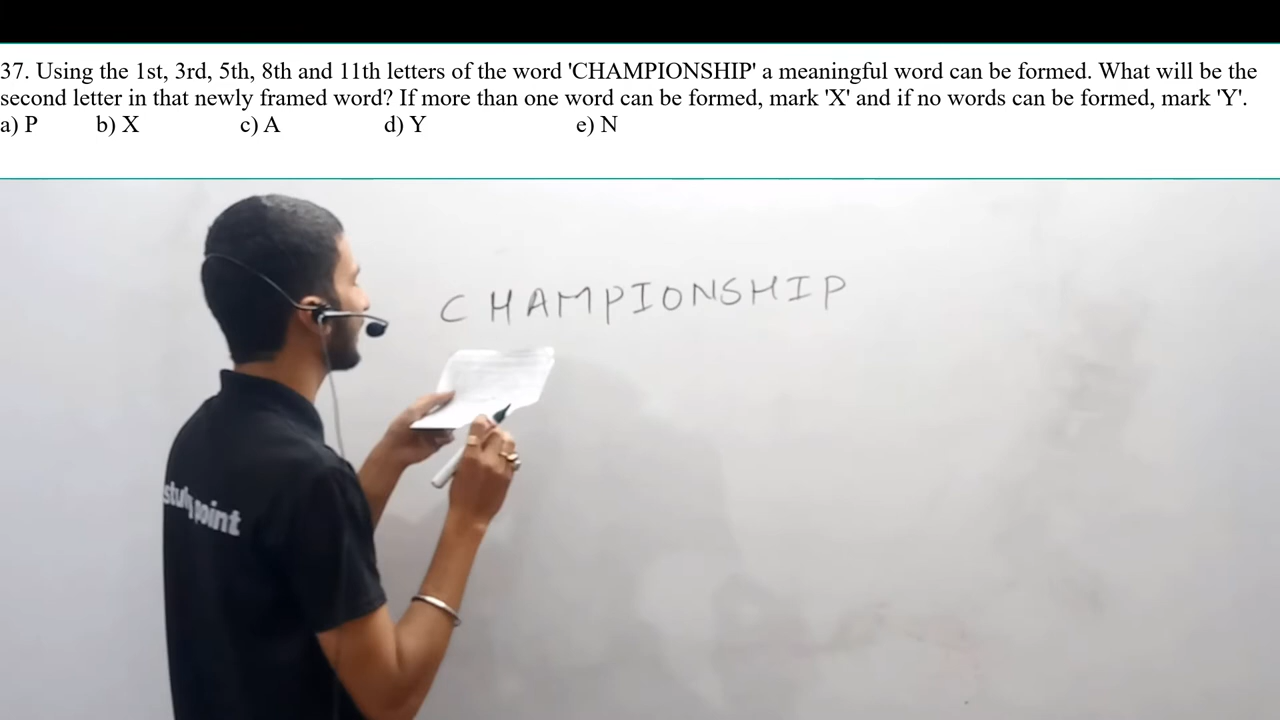 37. Using the 1st, 3rd, 5th, 8th and 11th letters of the word 'CHAMPIONSHIP' a meaningful word can be formed. What will be the
second letter in that newly framed word? If more than one word can be formed, mark 'X' and if no words can be formed, mark 'Y'.
a) P b) X c) A d) Y e) N
CHAMPIONSHIP
study point